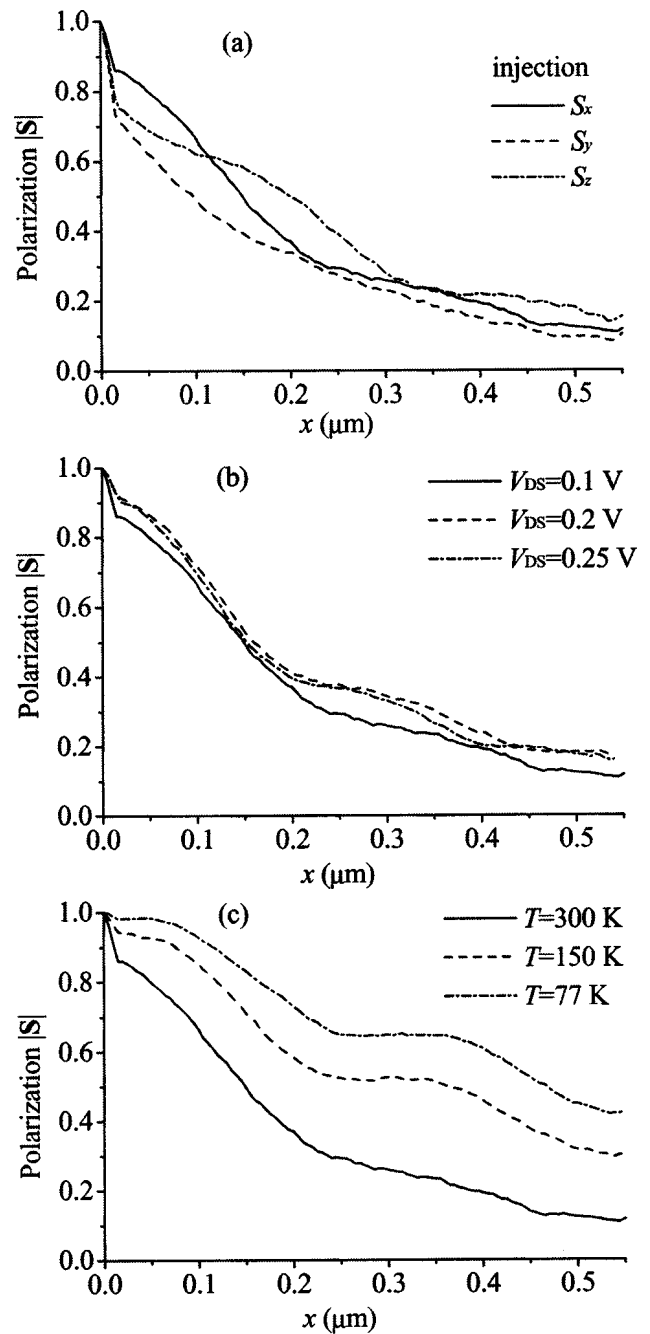 (a)
injection
Sx
Sy
Sz
1.0
0.8
0.6
0.4
0.2
0.0
Polarization |S|
0.0 0.1 0.2 0.3 0.4 0.5
x (μm)
(b)
VDS=0.1 V
VDS=0.2 V
VDS=0.25 V
1.0
0.8
0.6
0.4
0.2
0.0
Polarization |S|
0.0 0.1 0.2 0.3 0.4 0.5
x (μm)
(c)
T=300 K
T=150 K
T=77 K
1.0
0.8
0.6
0.4
0.2
0.0
Polarization |S|
0.0 0.1 0.2 0.3 0.4 0.5
x (μm)